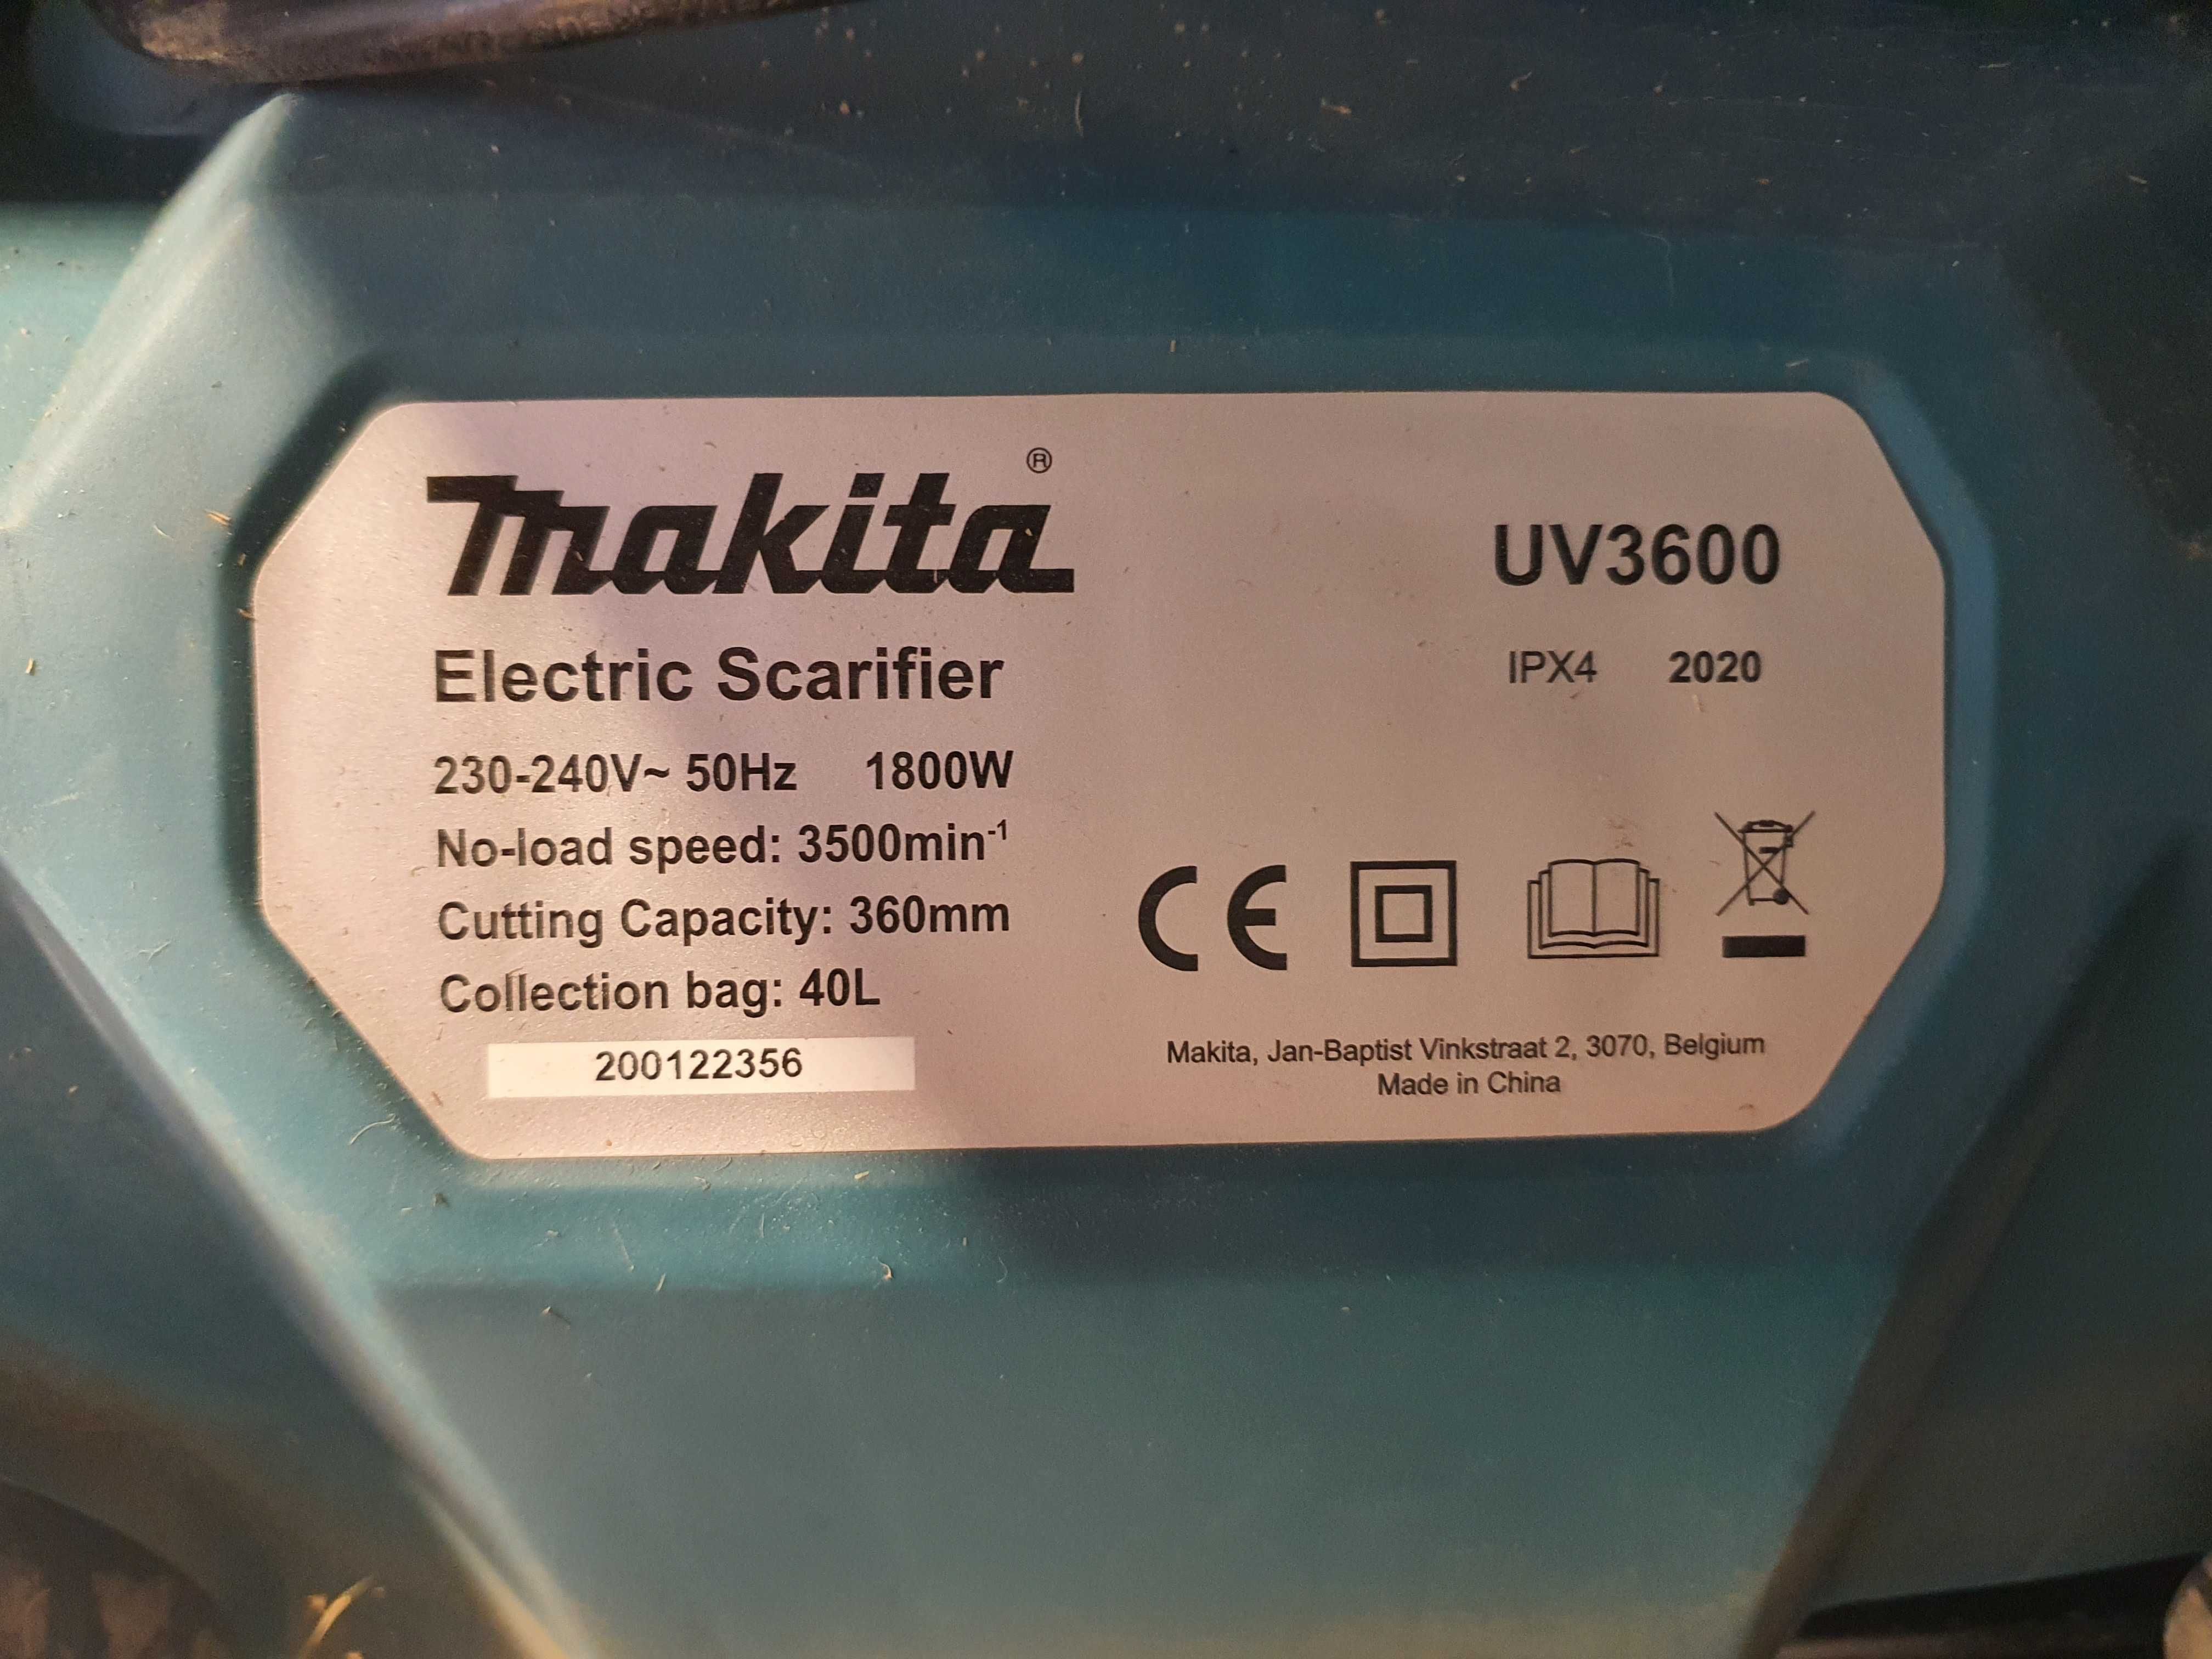 makita®
Electric Scarifier
230-240V~ 50Hz 1800W
No-load speed: 3500min⁻¹
Cutting Capacity: 360mm
Collection bag: 40L
200122356
UV3600
IPX4 2020
CE
Makita, Jan-Baptist Vinkstraat 2, 3070, Belgium
Made in China